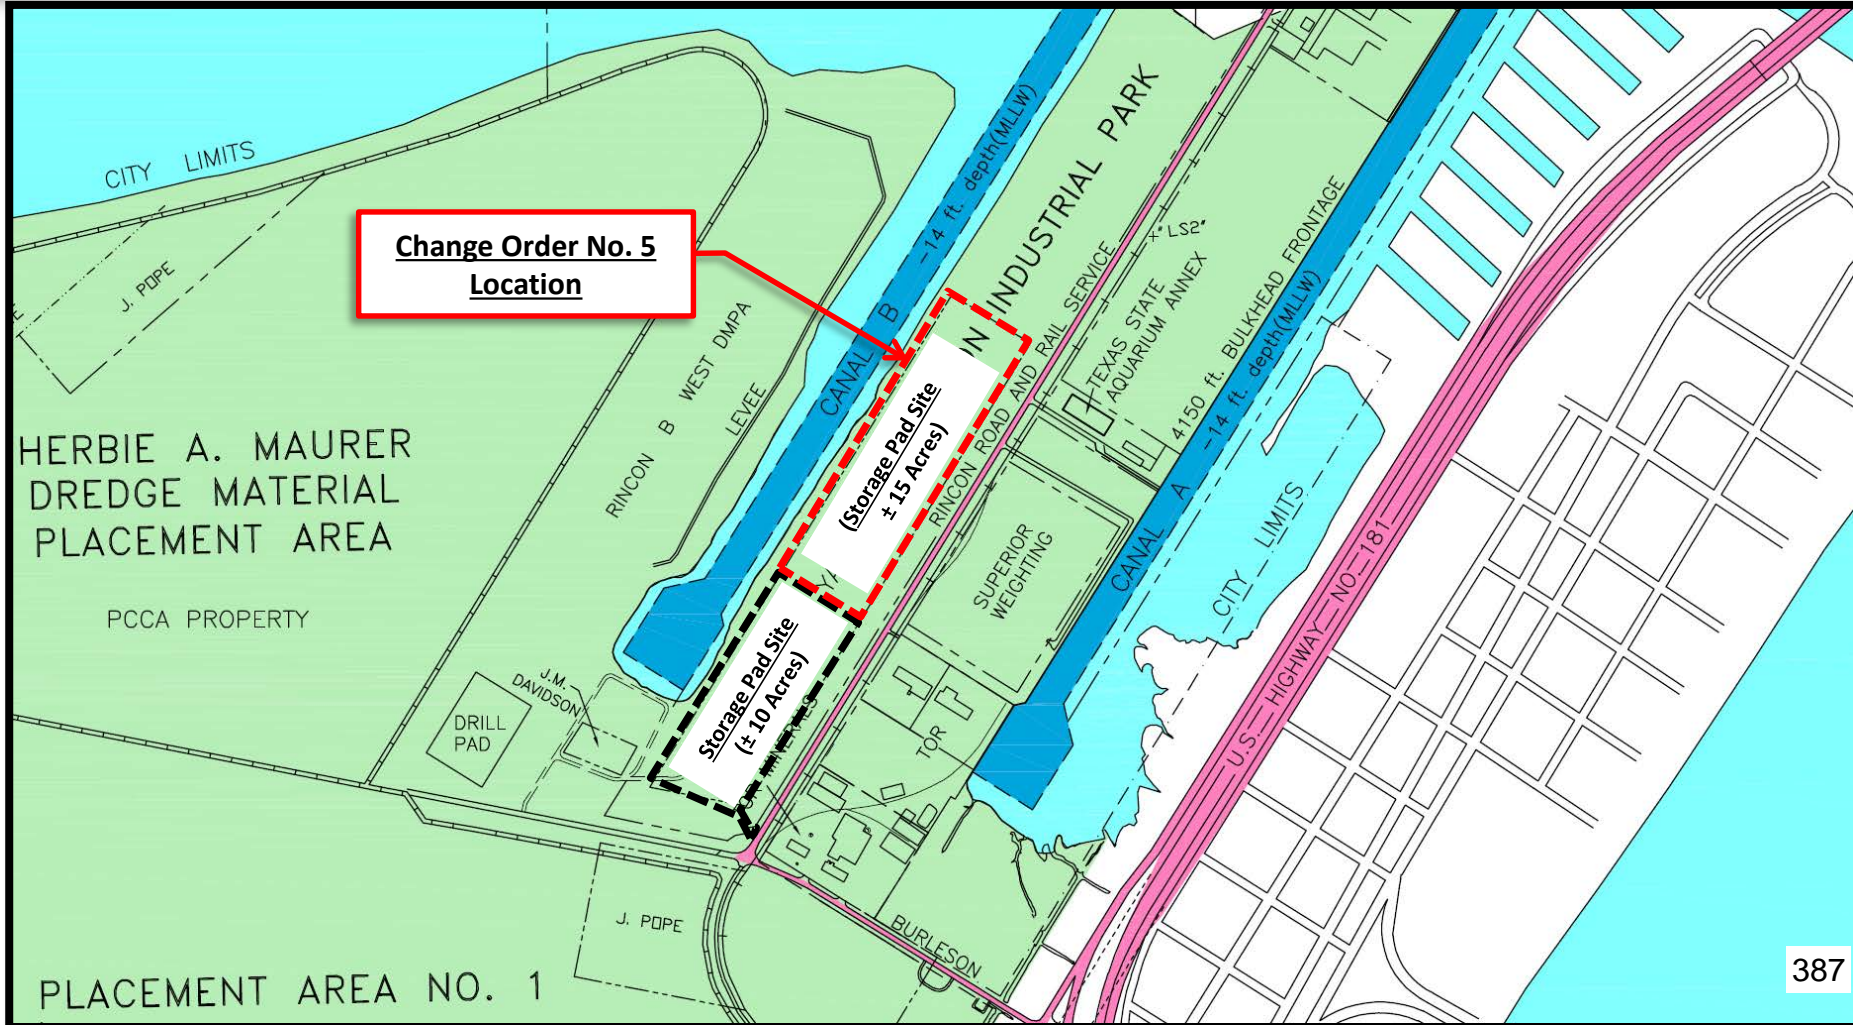 CITY LIMITS
J. POPE
Change Order No. 5
Location
HERBIE A. MAURER
DREDGE MATERIAL
PLACEMENT AREA
PCCA PROPERTY
RINCON B WEST DMPA
LEVEE
CANAL B
-14 ft. depth(MLLW)
ON INDUSTRIAL PARK
RINCON ROAD AND RAIL SERVICE
"LS2"
TEXAS STATE
AQUARIUM ANNEX
4150 ft. BULKHEAD FRONTAGE
-14 ft. depth(MLLW)
CANAL A
CITY LIMITS
U.S. HIGHWAY NO. 181
(Storage Pad Site
± 15 Acres)
Storage Pad Site
(± 10 Acres)
SUPERIOR
WEIGHTING
J.M.
DAVIDSON
DRILL
PAD
MINERALS
TOR
J. POPE
BURLESON
PLACEMENT AREA NO. 1
387